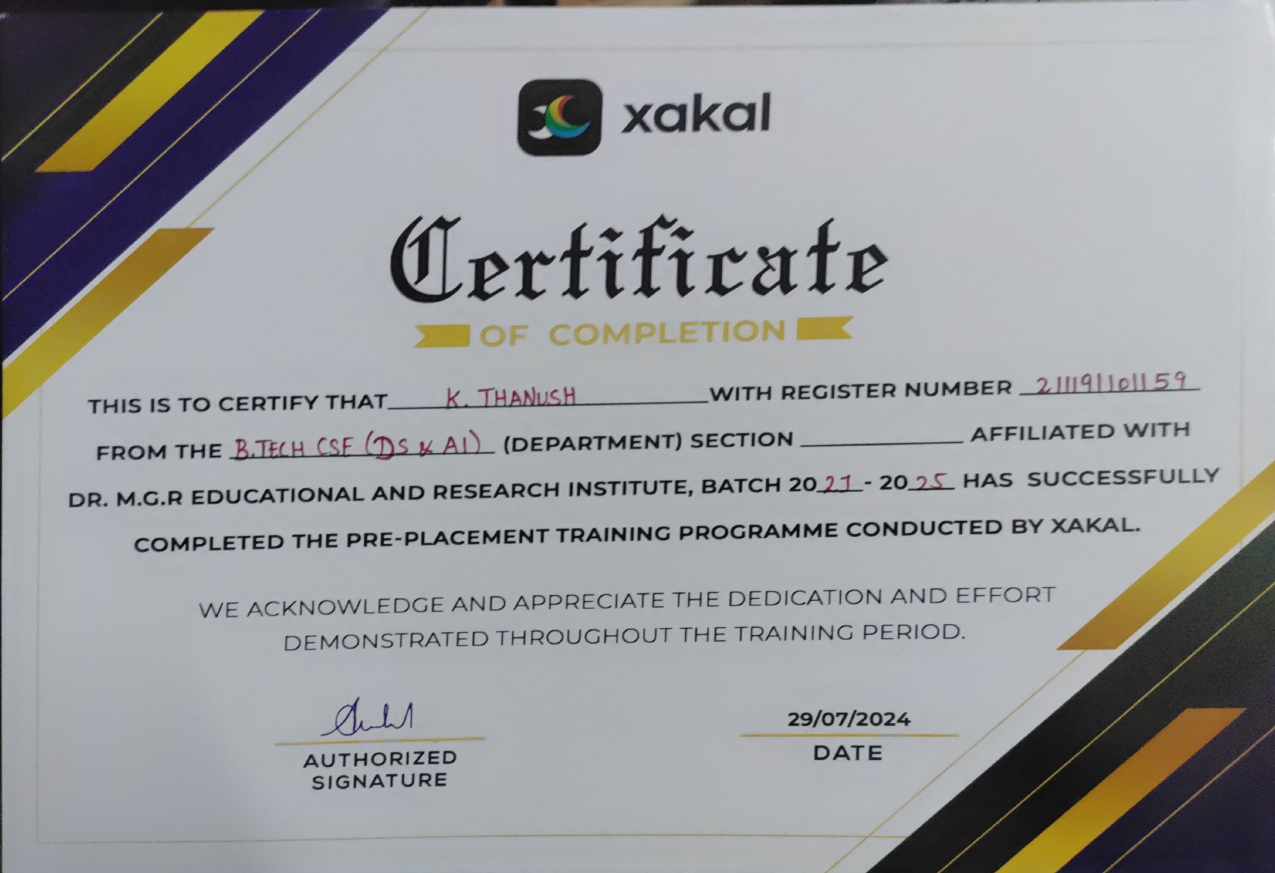 xakal
Certificate
OF COMPLETION
THIS IS TO CERTIFY THAT K. THANUSH WITH REGISTER NUMBER 211191101159
FROM THE B.TECH CSE (DS & AI) (DEPARTMENT) SECTION AFFILIATED WITH
DR. M.G.R EDUCATIONAL AND RESEARCH INSTITUTE, BATCH 2021 - 2025 HAS SUCCESSFULLY
COMPLETED THE PRE-PLACEMENT TRAINING PROGRAMME CONDUCTED BY XAKAL.
WE ACKNOWLEDGE AND APPRECIATE THE DEDICATION AND EFFORT
DEMONSTRATED THROUGHOUT THE TRAINING PERIOD.
29/07/2024
AUTHORIZED
SIGNATURE
DATE